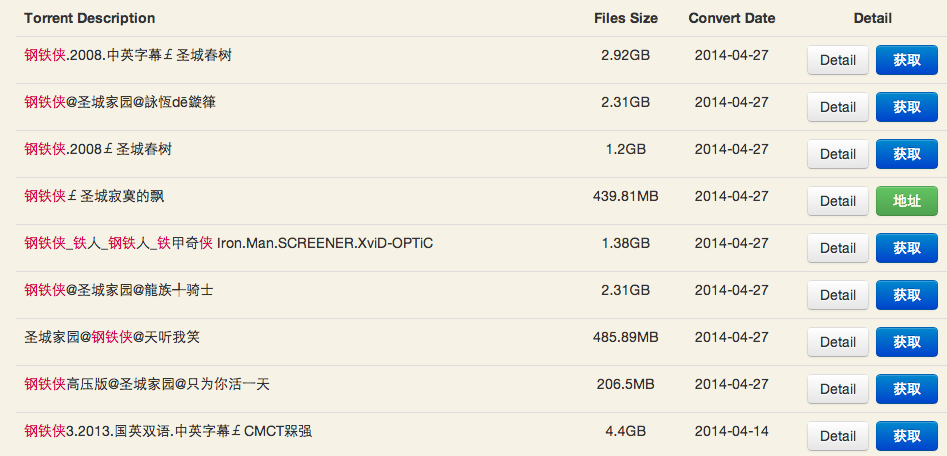 Torrent Description Files Size Convert Date Detail
钢铁侠.2008.中英字幕￡圣城春树 2.92GB 2014-04-27 Detail 获取
钢铁侠@圣城家园@詠恆dē鏇葎 2.31GB 2014-04-27 Detail 获取
钢铁侠.2008￡圣城春树 1.2GB 2014-04-27 Detail 获取
钢铁侠￡圣城寂寞的飘 439.81MB 2014-04-27 Detail 地址
钢铁侠_铁人_钢铁人_铁甲奇侠 Iron.Man.SCREENER.XviD-OPTiC 1.38GB 2014-04-27 Detail 获取
钢铁侠@圣城家园@龍族╃骑士 2.31GB 2014-04-27 Detail 获取
圣城家园@钢铁侠@天听我笑 485.89MB 2014-04-27 Detail 获取
钢铁侠高压版@圣城家园@只为你活一天 206.5MB 2014-04-27 Detail 获取
钢铁侠3.2013.国英双语.中英字幕￡CMCT槑强 4.4GB 2014-04-14 Detail 获取